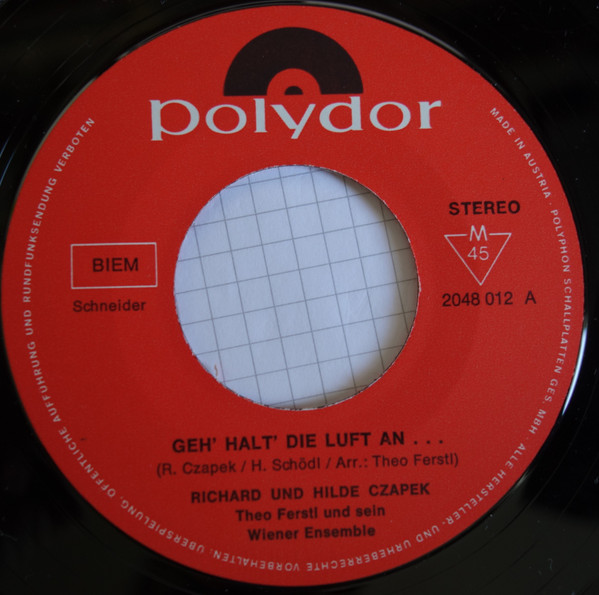 polydor
STEREO
M
45
2048 012 A
BIEM
Schneider
GEH' HALT' DIE LUFT AN . . .
(R. Czapek / H. Schödl / Arr.: Theo Ferstl)
RICHARD UND HILDE CZAPEK
Theo Ferstl und sein
Wiener Ensemble
MADE IN AUSTRIA · POLYPHON SCHALLPLATTEN GES. MBH · ALLE HERSTELLER- UND URHEBERRECHTE VORBEHALTEN. ÜBERSPIELUNG, ÖFFENTLICHE AUFFÜHRUNG UND RUNDFUNKSENDUNG VERBOTEN